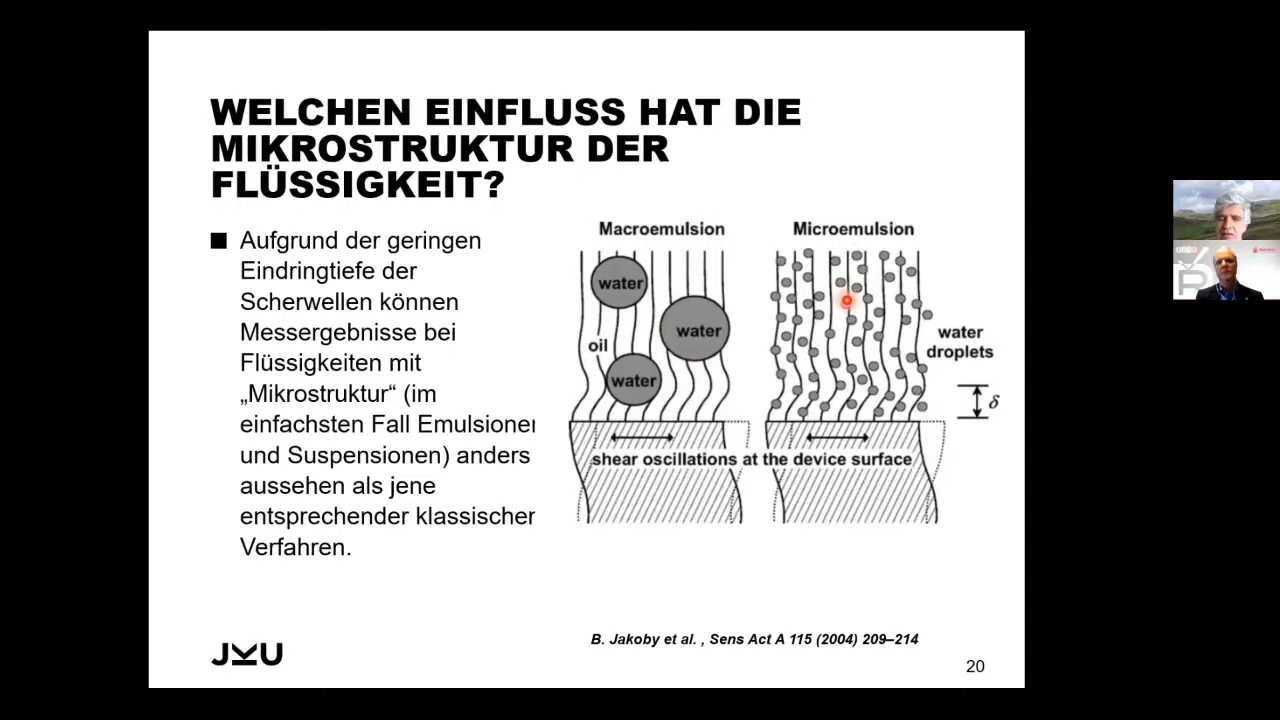 WELCHEN EINFLUSS HAT DIE
MIKROSTRUKTUR DER
FLÜSSIGKEIT?
Aufgrund der geringen
Eindringtiefe der
Scherwellen können
Messergebnisse bei
Flüssigkeiten mit
„Mikrostruktur“ (im
einfachsten Fall Emulsionen
und Suspensionen) anders
aussehen als jene
entsprechender klassischer
Verfahren.
Macroemulsion
water
water
oil
water
Microemulsion
water
droplets
δ
shear oscillations at the device surface
B. Jakoby et al. , Sens Act A 115 (2004) 209–214
JKU
20